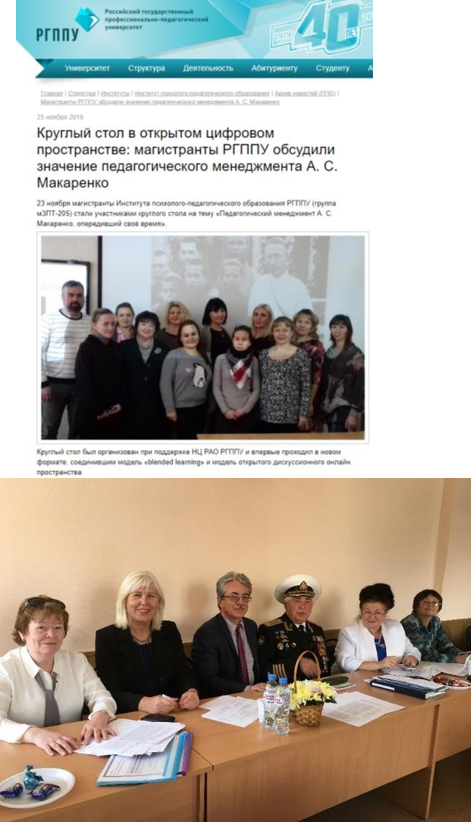 РГППУ
Российский государственный
профессионально-педагогический
университет
40
ЛЕТ
Университет Структура Деятельность Абитуриенту Студенту А
Главная | Структура | Институты | Институт психолого-педагогического образования | Архив новостей (ППО) |
Магистранты РГППУ обсудили значение педагогического менеджмента А. С. Макаренко
25 ноября 2019
Круглый стол в открытом цифровом
пространстве: магистранты РГППУ обсудили
значение педагогического менеджмента А. С.
Макаренко
23 ноября магистранты Института психолого-педагогического образования РГППУ (группа
мЗПТ-205) стали участниками круглого стола на тему «Педагогический менеджмент А. С.
Макаренко, опередивший своё время».
Круглый стол был организован при поддержке НЦ РАО РГППУ и впервые проходил в новом
формате, соединившим модель «blended learning» и модель открытого дискуссионного онлайн
пространства.